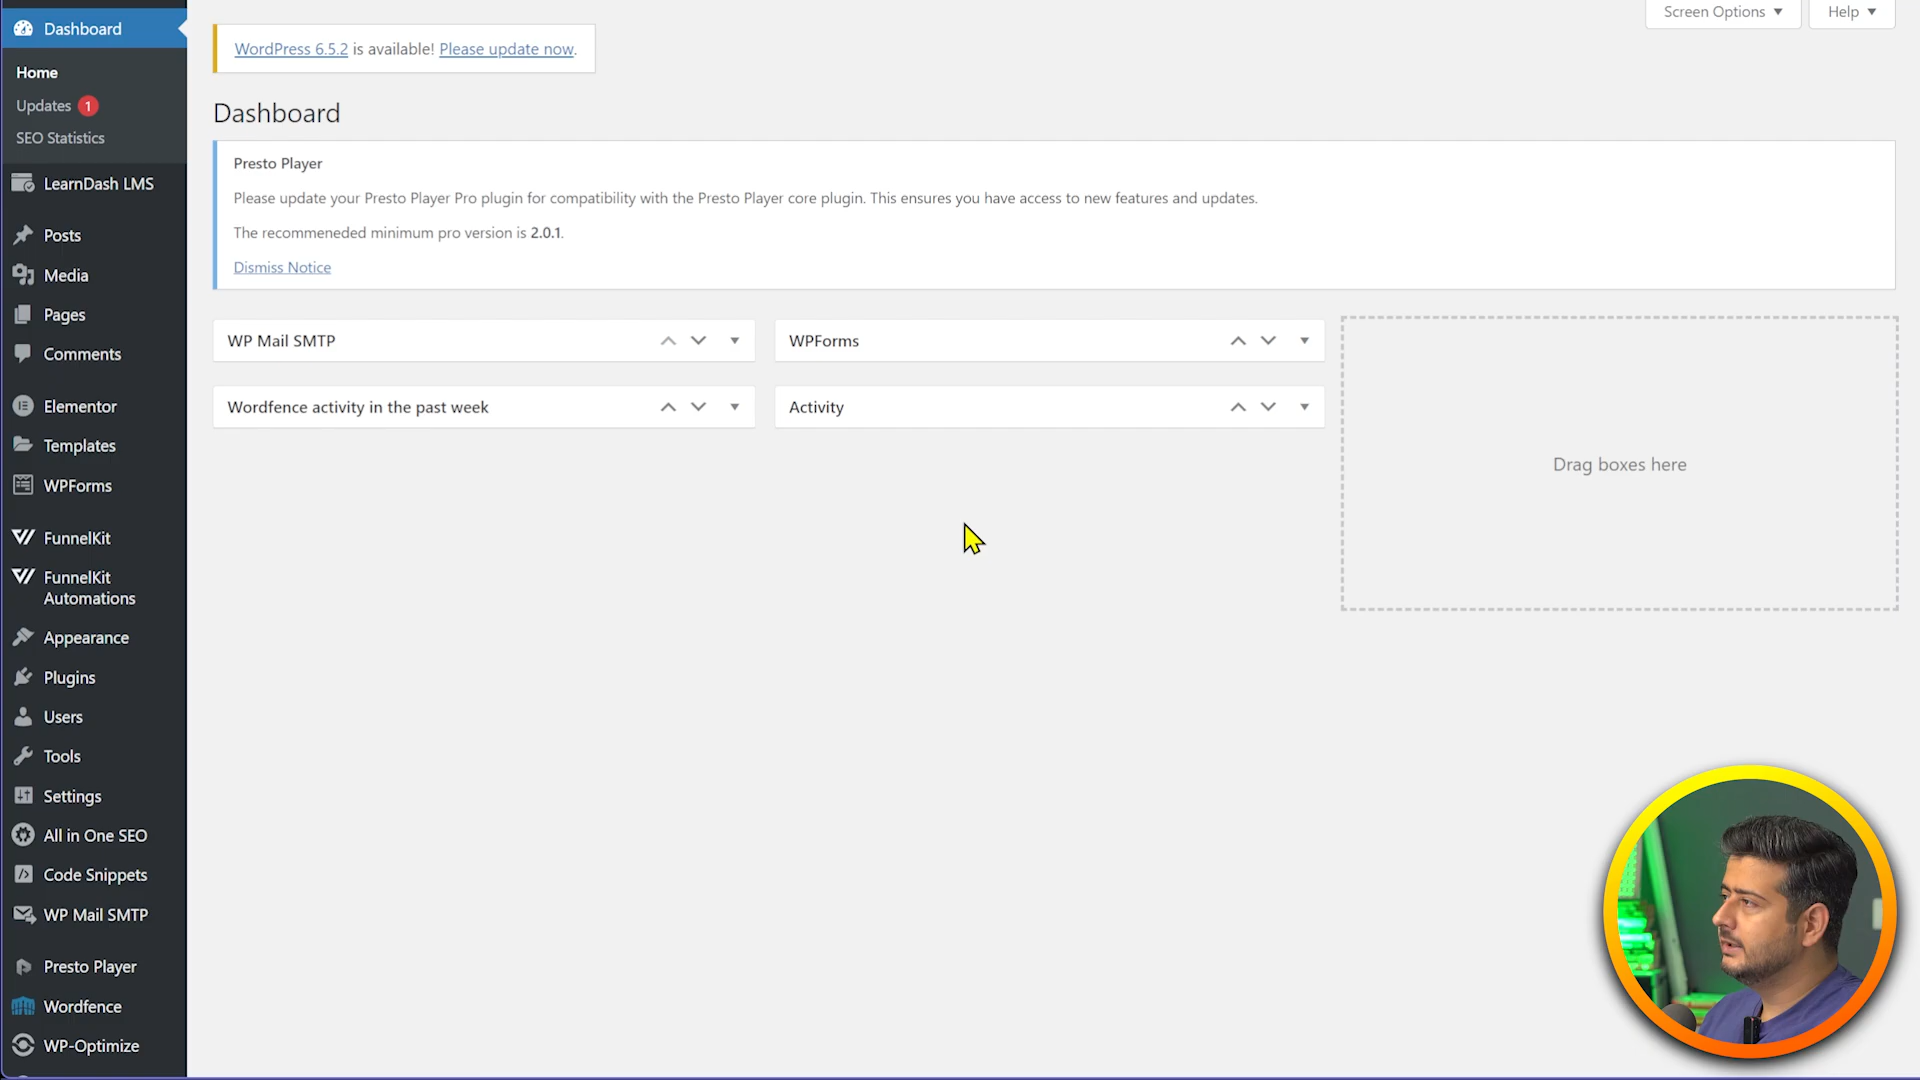 Dashboard
Home
Updates 1
SEO Statistics
LearnDash LMS
Posts
Media
Pages
Comments
Elementor
Templates
WPForms
FunnelKit
FunnelKit
Automations
Appearance
Plugins
Users
Tools
Settings
All in One SEO
Code Snippets
WP Mail SMTP
Presto Player
Wordfence
WP-Optimize
Screen Options
Help
WordPress 6.5.2 is available! Please update now.
Dashboard
Presto Player
Please update your Presto Player Pro plugin for compatibility with the Presto Player core plugin. This ensures you have access to new features and updates.
The recommeneded minimum pro version is 2.0.1.
Dismiss Notice
WP Mail SMTP
WPForms
Wordfence activity in the past week
Activity
Drag boxes here